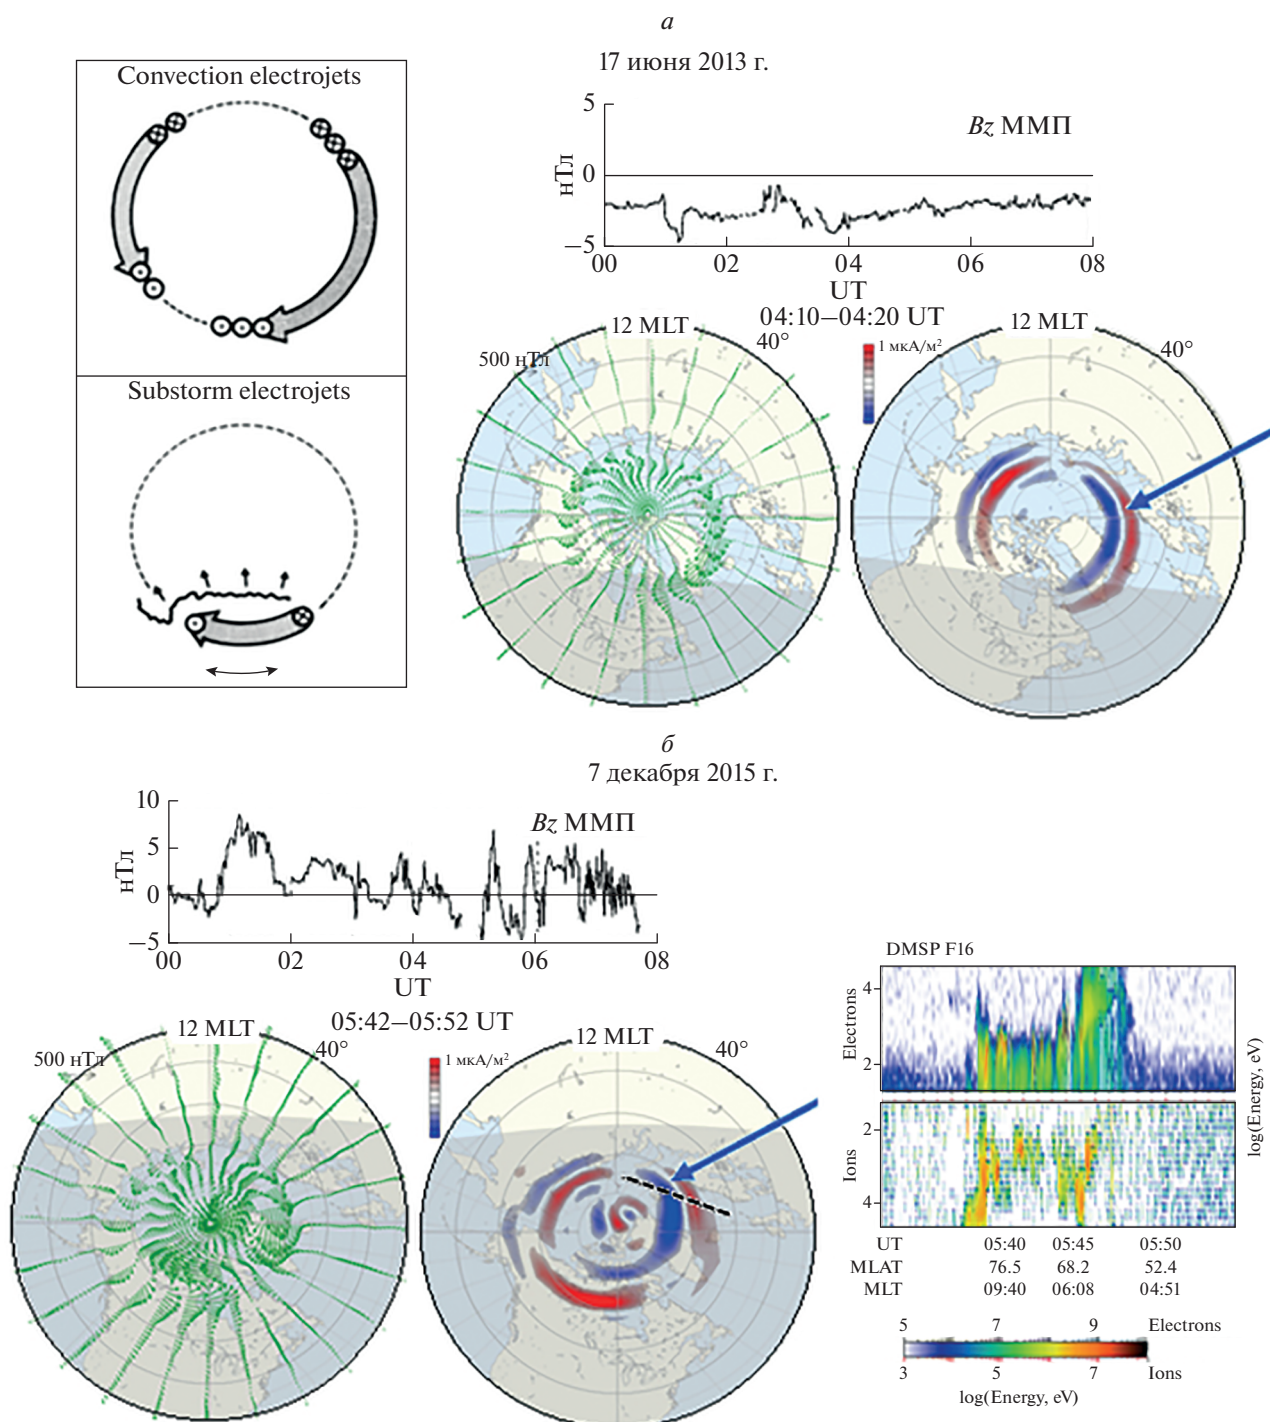 а
17 июня 2013 г.
Convection electrojets
Substorm electrojets
5
0
−5
нТл
Bz ММП
00 02 04 06 08
UT
04:10−04:20 UT
12 MLT
40°
500 нТл
1 мкА/м²
12 MLT
40°
б
7 декабря 2015 г.
10
5
0
−5
нТл
Bz ММП
00 02 04 06 08
UT
05:42−05:52 UT
12 MLT
40°
500 нТл
1 мкА/м²
12 MLT
40°
DMSP F16
Electrons
4
2
Ions
2
4
log(Energy, eV)
UT 05:40 05:45 05:50
MLAT 76.5 68.2 52.4
MLT 09:40 06:08 04:51
5 7 9 Electrons
3 5 7 Ions
log(Energy, eV)